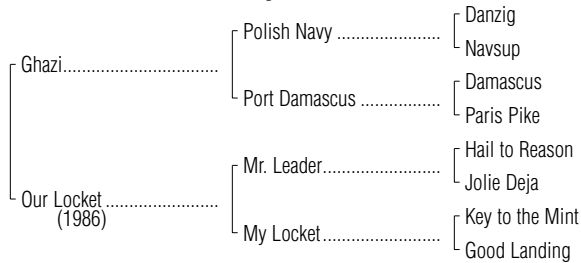 Danzig
Polish Navy ....................
Navsup
Ghazi..............................
Damascus
Port Damascus ...............
Paris Pike
Hail to Reason
Mr. Leader.......................
Jolie Deja
Our Locket ......................
(1986)
Key to the Mint
My Locket.......................
Good Landing